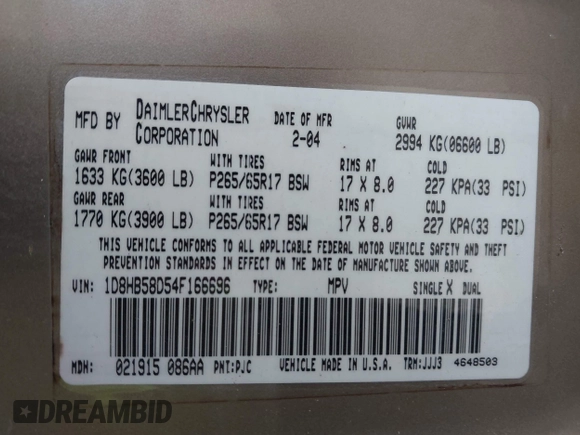 MFD BY DAIMLERCHRYSLER CORPORATION DATE OF MFR 2-04 GVWR 2994 KG(06600 LB)
GAWR FRONT WITH TIRES RIMS AT COLD
1633 KG(3600 LB) P265/65R17 BSW 17 X 8.0 227 KPA(33 PSI)
GAWR REAR WITH TIRES RIMS AT COLD
1770 KG(3900 LB) P265/65R17 BSW 17 X 8.0 227 KPA(33 PSI)
THIS VEHICLE CONFORMS TO ALL APPLICABLE FEDERAL MOTOR VEHICLE SAFETY AND THEFT
PREVENTION STANDARDS IN EFFECT ON THE DATE OF MANUFACTURE SHOWN ABOVE.
VIN: 1D8HB58D54F166696 TYPE: MPV SINGLE X DUAL
MDH: 021915 086AA PNT:PJC VEHICLE MADE IN U.S.A. TRM:JJJ3 4648503
DREAMBID